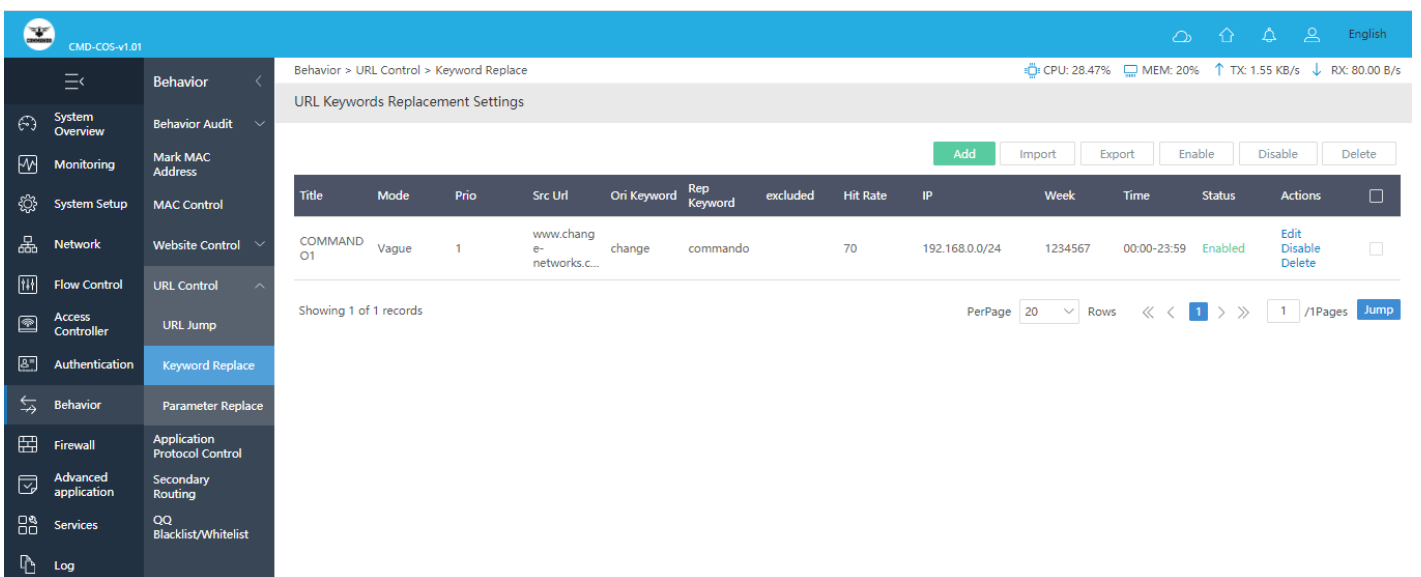 CMD-COS-v1.01
English
Behavior
Behavior > URL Control > Keyword Replace
CPU: 28.47% MEM: 20% TX: 1.55 KB/s RX: 80.00 B/s
URL Keywords Replacement Settings
System
Overview
Monitoring
System Setup
Network
Flow Control
Access
Controller
Authentication
Behavior
Firewall
Advanced
application
Services
Log
Behavior Audit
Mark MAC
Address
MAC Control
Website Control
URL Control
URL Jump
Keyword Replace
Parameter Replace
Application
Protocol Control
Secondary
Routing
QQ
Blacklist/Whitelist
Add Import Export Enable Disable Delete
Title Mode Prio Src Url Ori Keyword Rep Keyword excluded Hit Rate IP Week Time Status Actions
COMMAND
O1
Vague
1
www.chang
e-
networks.c...
change
commando
70
192.168.0.0/24
1234567
00:00-23:59
Enabled
Edit
Disable
Delete
Showing 1 of 1 records
PerPage 20 Rows 1 1 /1Pages Jump